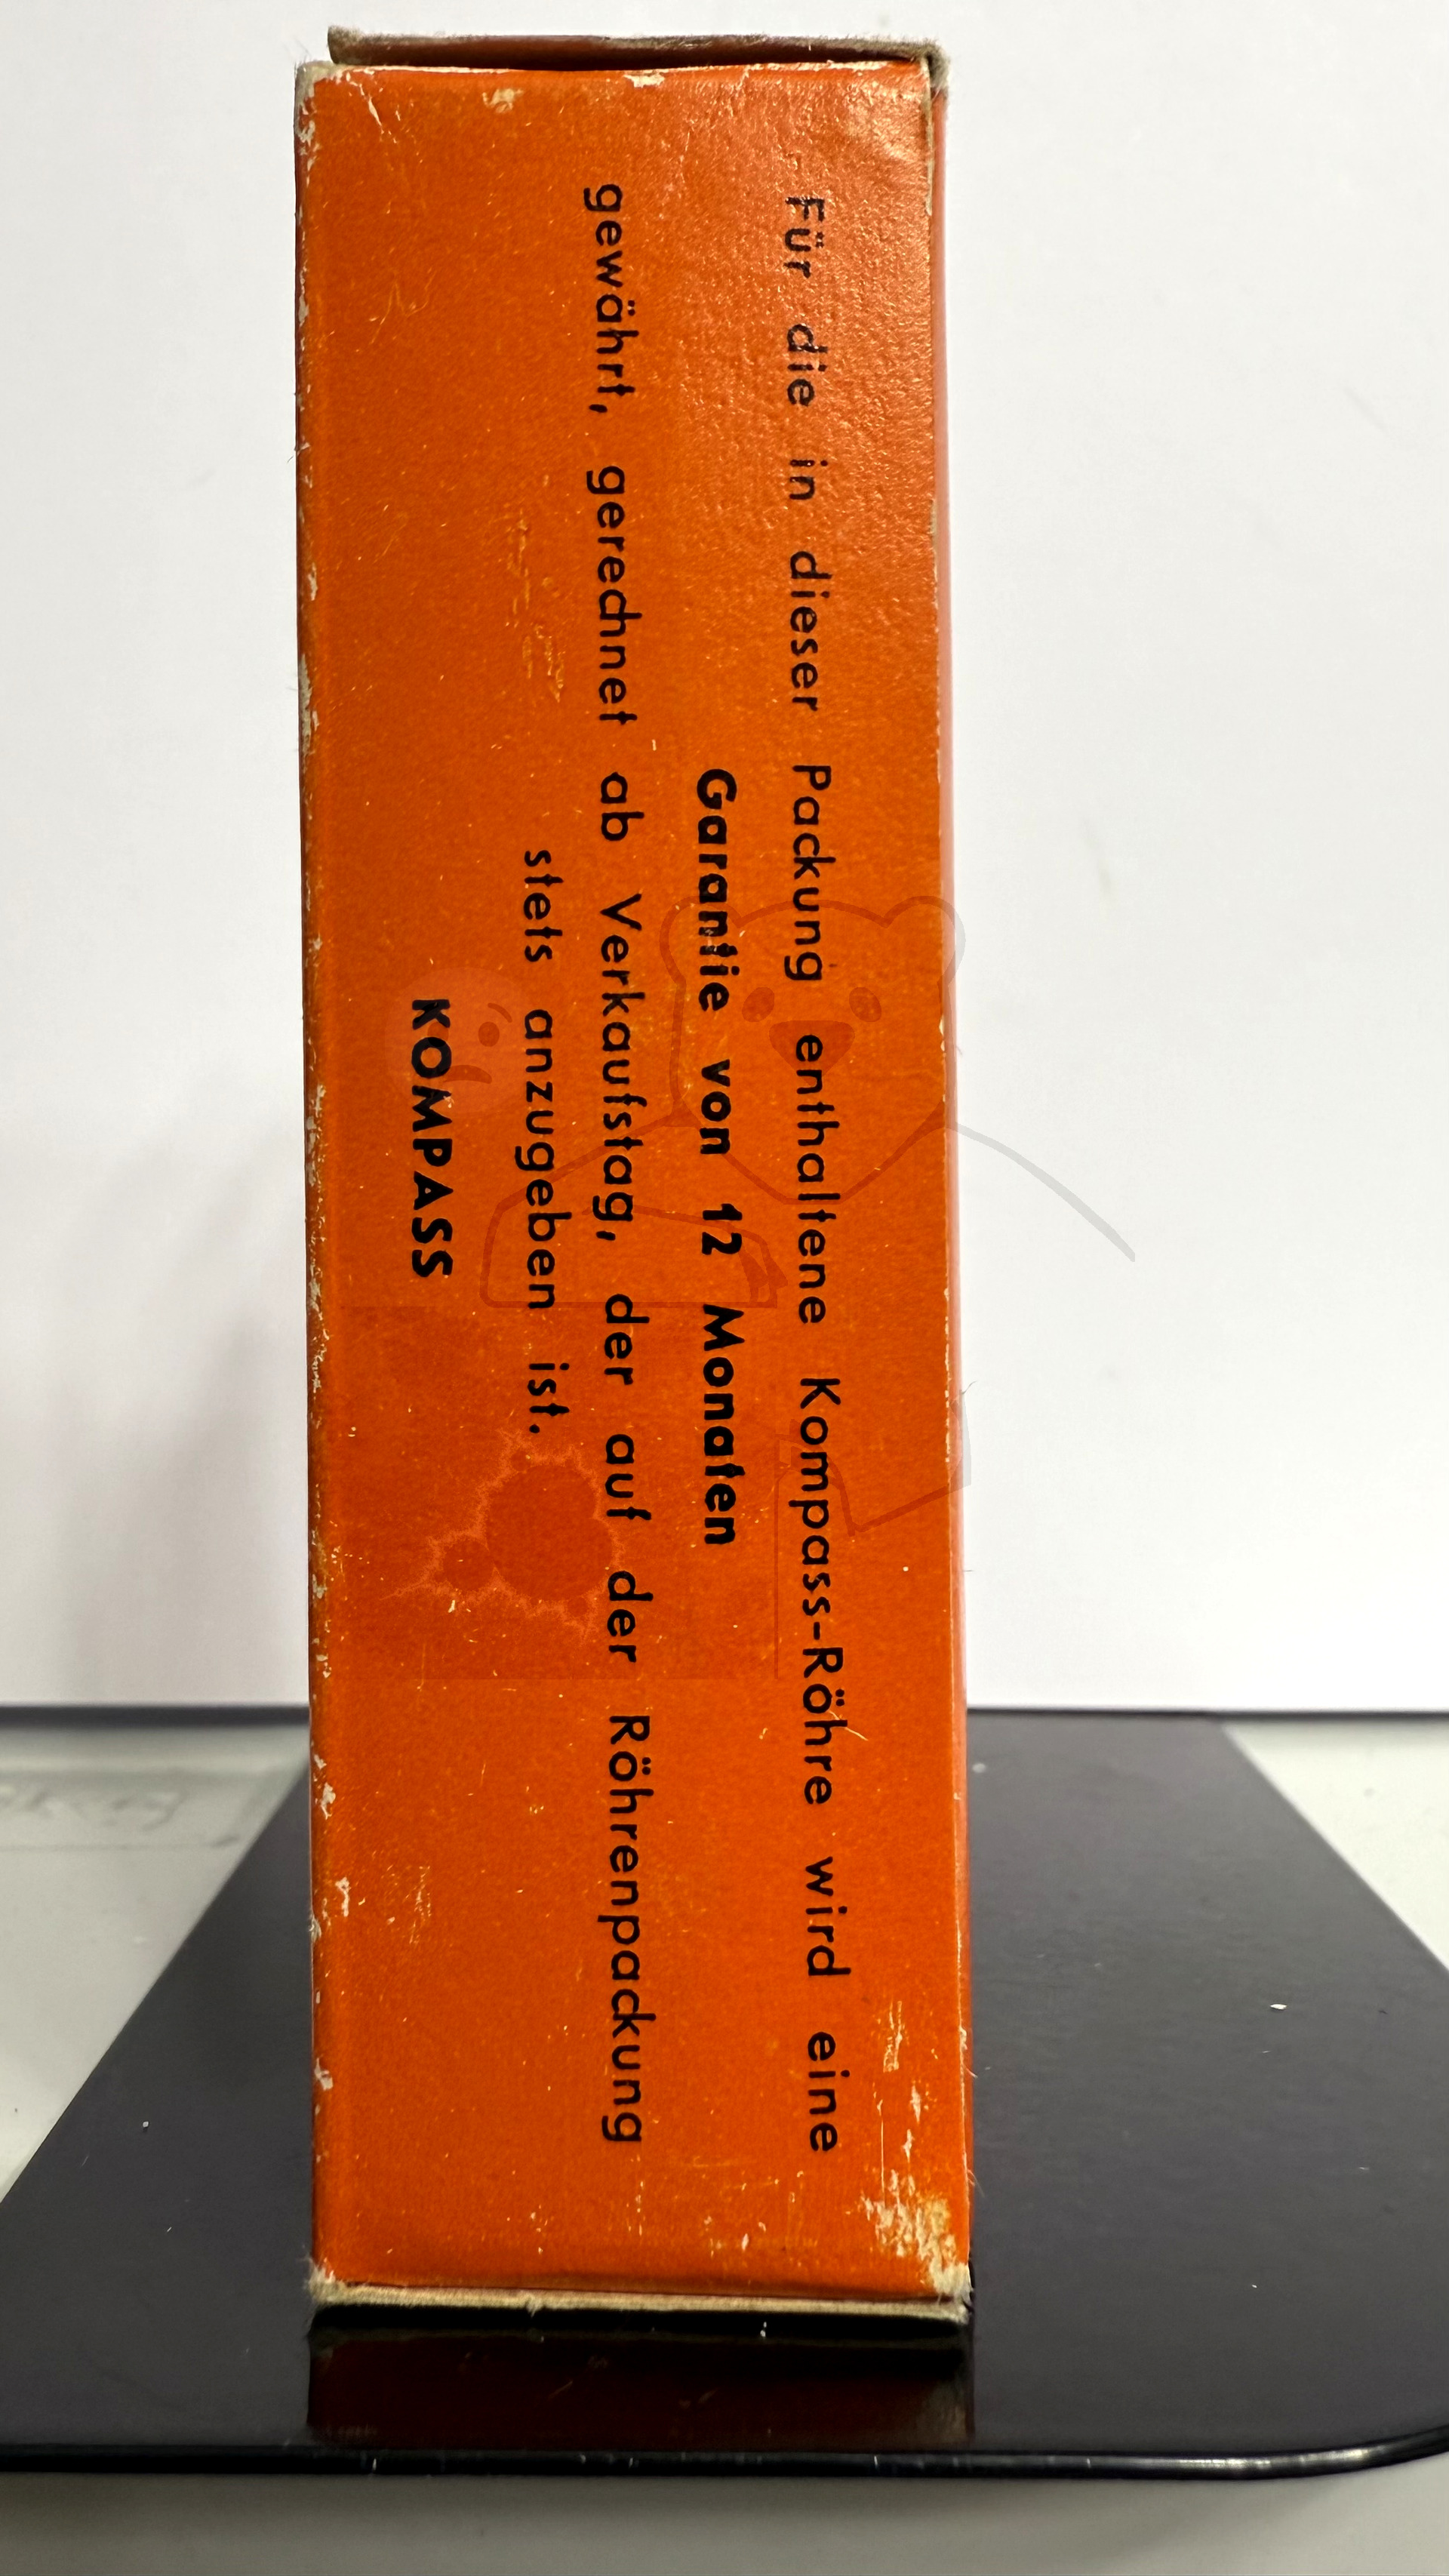 Für die in dieser Packung enthaltene Kompass-Röhre wird eine
Garantie von 12 Monaten
gewährt, gerechnet ab Verkaufstag, der auf der Röhrenpackung
stets anzugeben ist.
KOMPASS